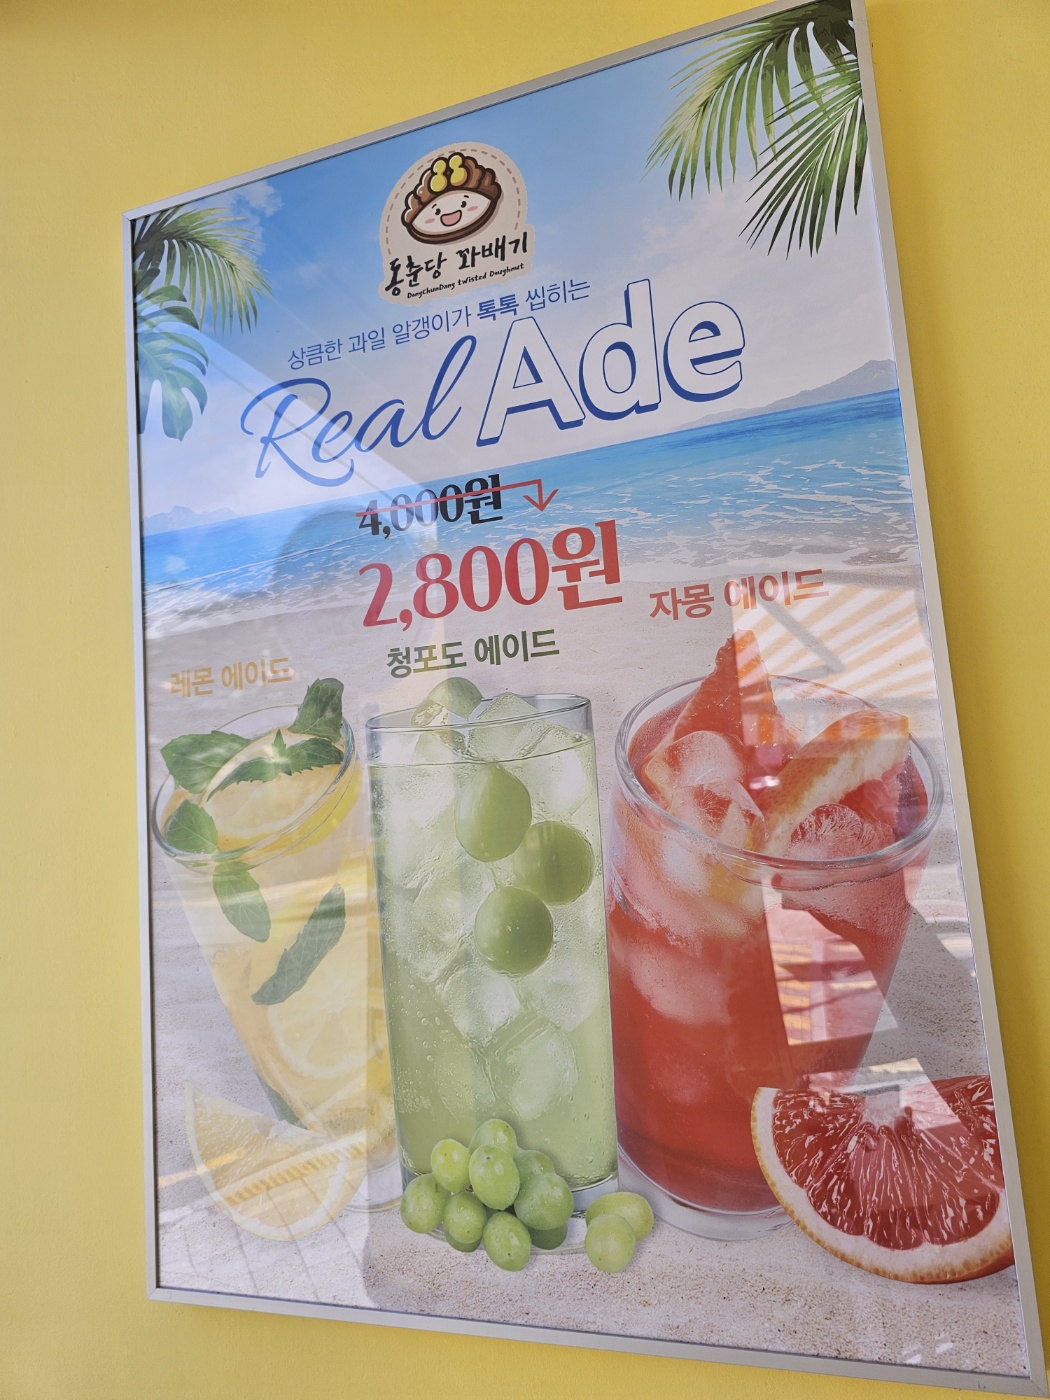 동춘당 꽈배기
DongChunDang twisted Doughnut
상큼한 과일 알갱이가 톡톡 씹히는
Real Ade
4,000원
2,800원
자몽 에이드
청포도 에이드
레몬 에이드